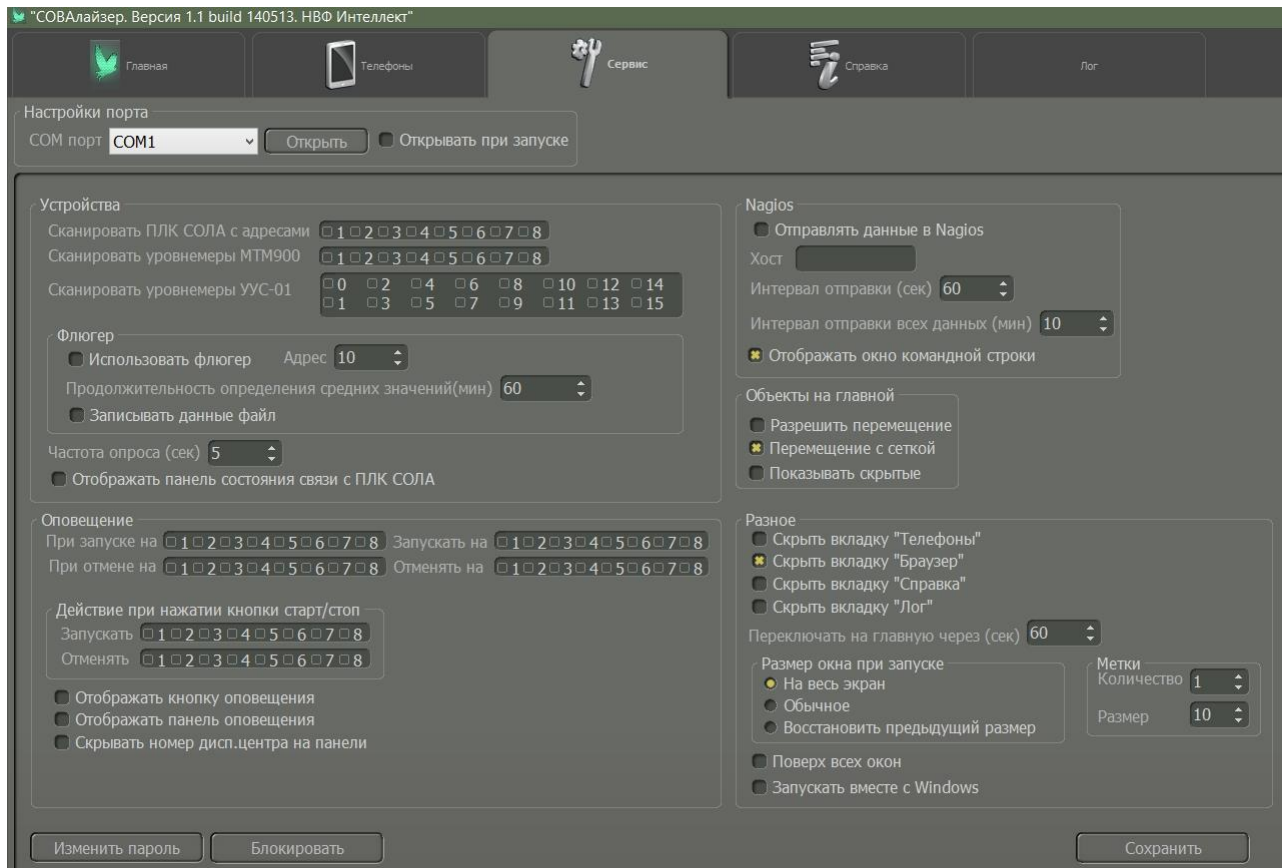 "СОВАлайзер. Версия 1.1 build 140513. НВФ Интеллект"
Главная
Телефоны
Сервис
Справка
Лог
Настройки порта
COM порт COM1 Открыть Открывать при запуске
Устройства
Сканировать ПЛК СОЛА с адресами 1 2 3 4 5 6 7 8
Сканировать уровнемеры МТМ900 1 2 3 4 5 6 7 8
Сканировать уровнемеры УУС-01
0 2 4 6 8 10 12 14
1 3 5 7 9 11 13 15
Флюгер
Использовать флюгер Адрес 10
Продолжительность определения средних значений(мин) 60
Записывать данные файл
Частота опроса (сек) 5
Отображать панель состояния связи с ПЛК СОЛА
Nagios
Отправлять данные в Nagios
Хост
Интервал отправки (сек) 60
Интервал отправки всех данных (мин) 10
Отображать окно командной строки
Объекты на главной
Разрешить перемещение
Перемещение с сеткой
Показывать скрытые
Оповещение
При запуске на 1 2 3 4 5 6 7 8 Запускать на 1 2 3 4 5 6 7 8
При отмене на 1 2 3 4 5 6 7 8 Отменять на 1 2 3 4 5 6 7 8
Действие при нажатии кнопки старт/стоп
Запускать 1 2 3 4 5 6 7 8
Отменять 1 2 3 4 5 6 7 8
Отображать кнопку оповещения
Отображать панель оповещения
Скрывать номер дисп.центра на панели
Разное
Скрыть вкладку "Телефоны"
Скрыть вкладку "Браузер"
Скрыть вкладку "Справка"
Скрыть вкладку "Лог"
Переключать на главную через (сек) 60
Размер окна при запуске
На весь экран
Обычное
Восстановить предыдущий размер
Метки
Количество 1
Размер 10
Поверх всех окон
Запускать вместе с Windows
Изменить пароль Блокировать Сохранить